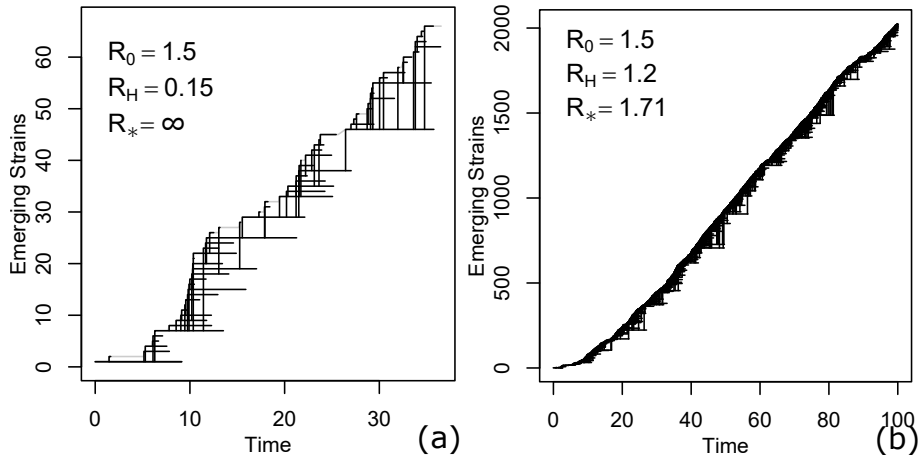 R₀ = 1.5
R_H = 0.15
R∗ = ∞
Emerging Strains
0 10 20 30 40 50 60
0 10 20 30
Time
(a)
R₀ = 1.5
R_H = 1.2
R∗ = 1.71
Emerging Strains
0 500 1000 1500 2000
0 20 40 60 80 100
Time
(b)